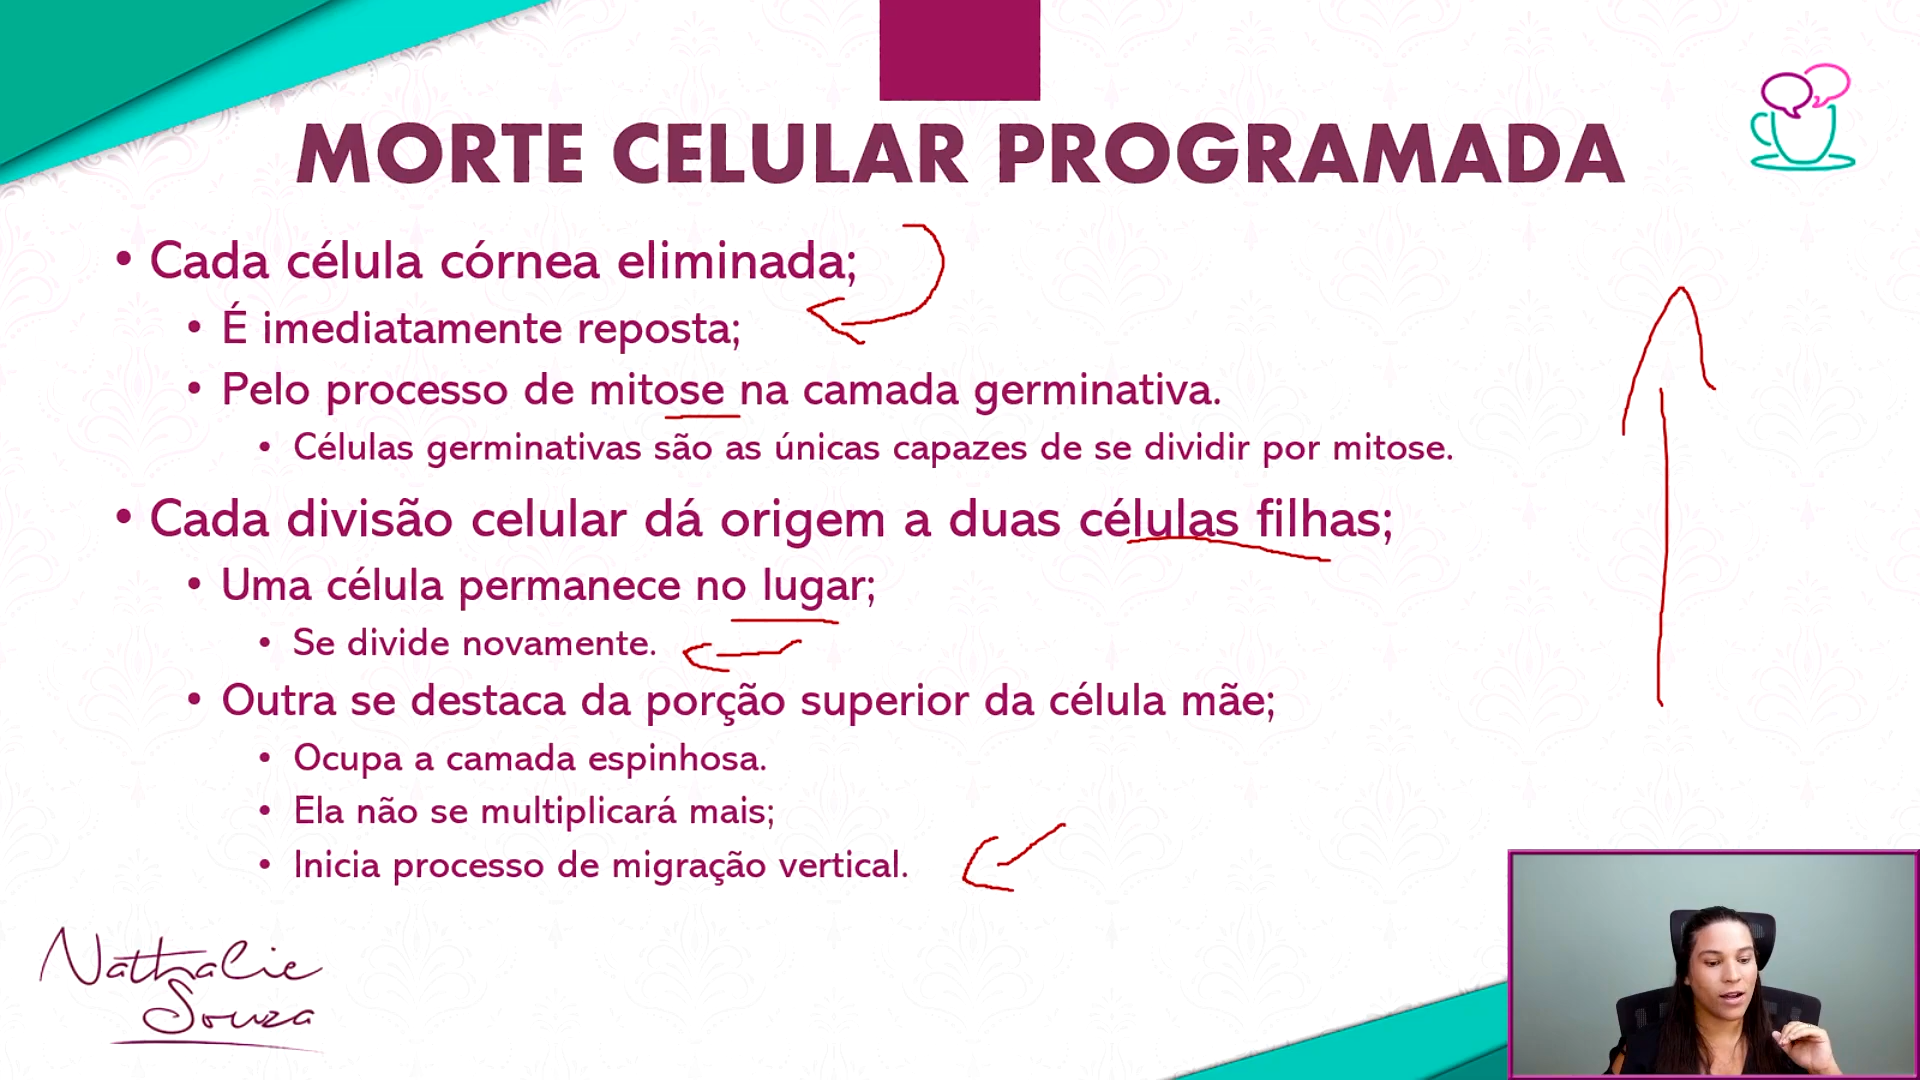 MORTE CELULAR PROGRAMADA
• Cada célula córnea eliminada;
• É imediatamente reposta;
• Pelo processo de mitose na camada germinativa.
• Células germinativas são as únicas capazes de se dividir por mitose.
• Cada divisão celular dá origem a duas células filhas;
• Uma célula permanece no lugar;
• Se divide novamente.
• Outra se destaca da porção superior da célula mãe;
• Ocupa a camada espinhosa.
• Ela não se multiplicará mais;
• Inicia processo de migração vertical.
Nathalie
Souza